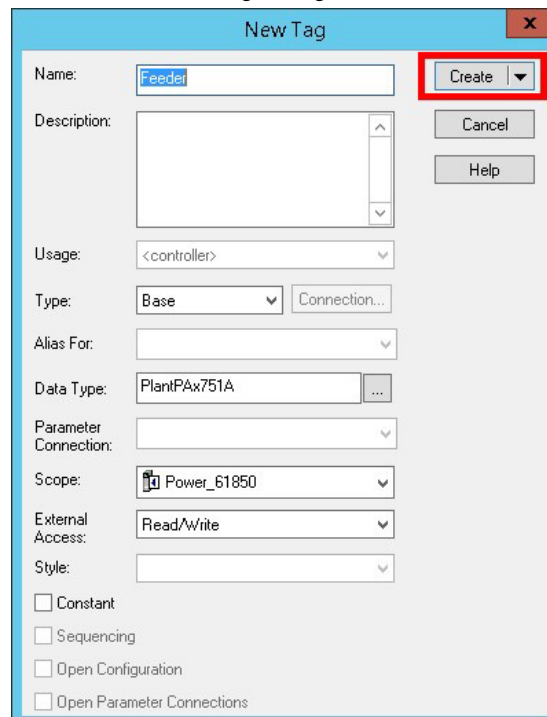 New Tag
x
Name: Feeder Create
Description: Cancel
Help
Usage: <controller>
Type: Base Connection...
Alias For:
Data Type: PlantPAx751A ...
Parameter
Connection:
Scope: Power_61850
External
Access: Read/Write
Style:
Constant
Sequencing
Open Configuration
Open Parameter Connections